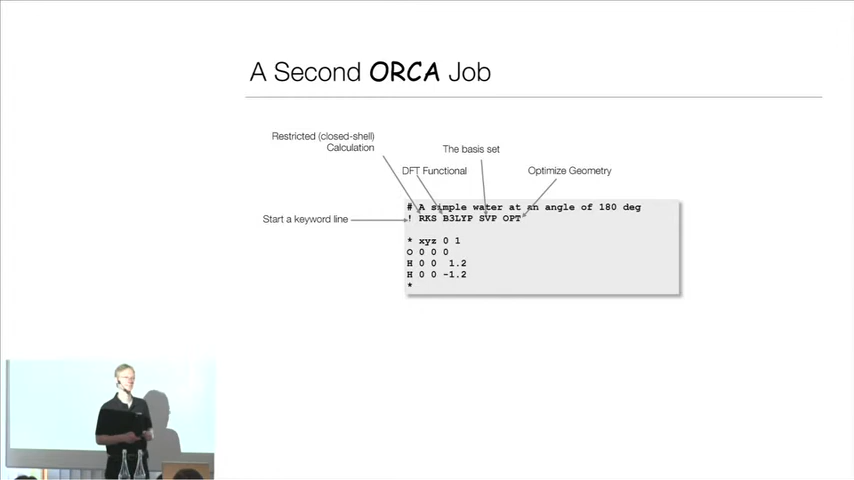 A Second ORCA Job
Restricted (closed-shell)
Calculation
The basis set
DFT Functional
Optimize Geometry
Start a keyword line
# A simple water at an angle of 180 deg
! RKS B3LYP SVP OPT
* xyz 0 1
O 0 0 0
H 0 0 1.2
H 0 0 -1.2
*